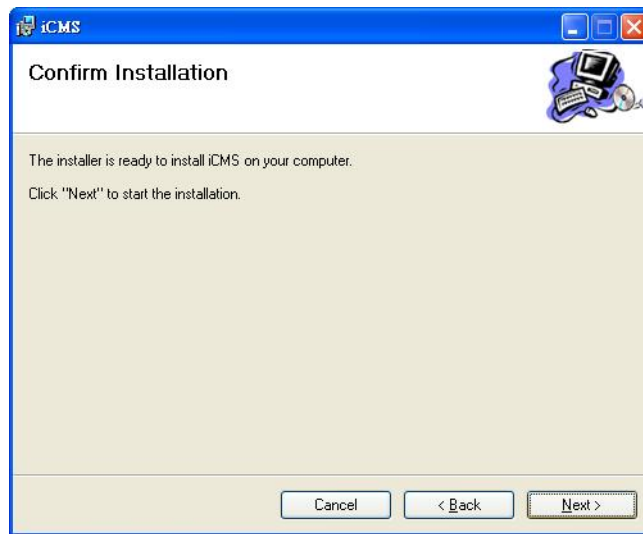 iCMS
Confirm Installation
The installer is ready to install iCMS on your computer.
Click "Next" to start the installation.
Cancel
< Back
Next >